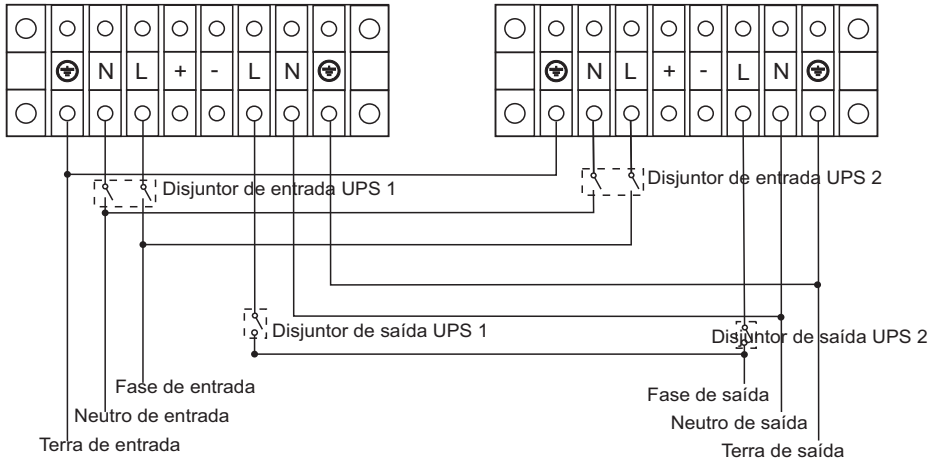 N L + - L N
N L + - L N
Disjuntor de entrada UPS 1
Disjuntor de entrada UPS 2
Disjuntor de saída UPS 1
Disjuntor de saída UPS 2
Fase de entrada
Neutro de entrada
Terra de entrada
Fase de saída
Neutro de saída
Terra de saída